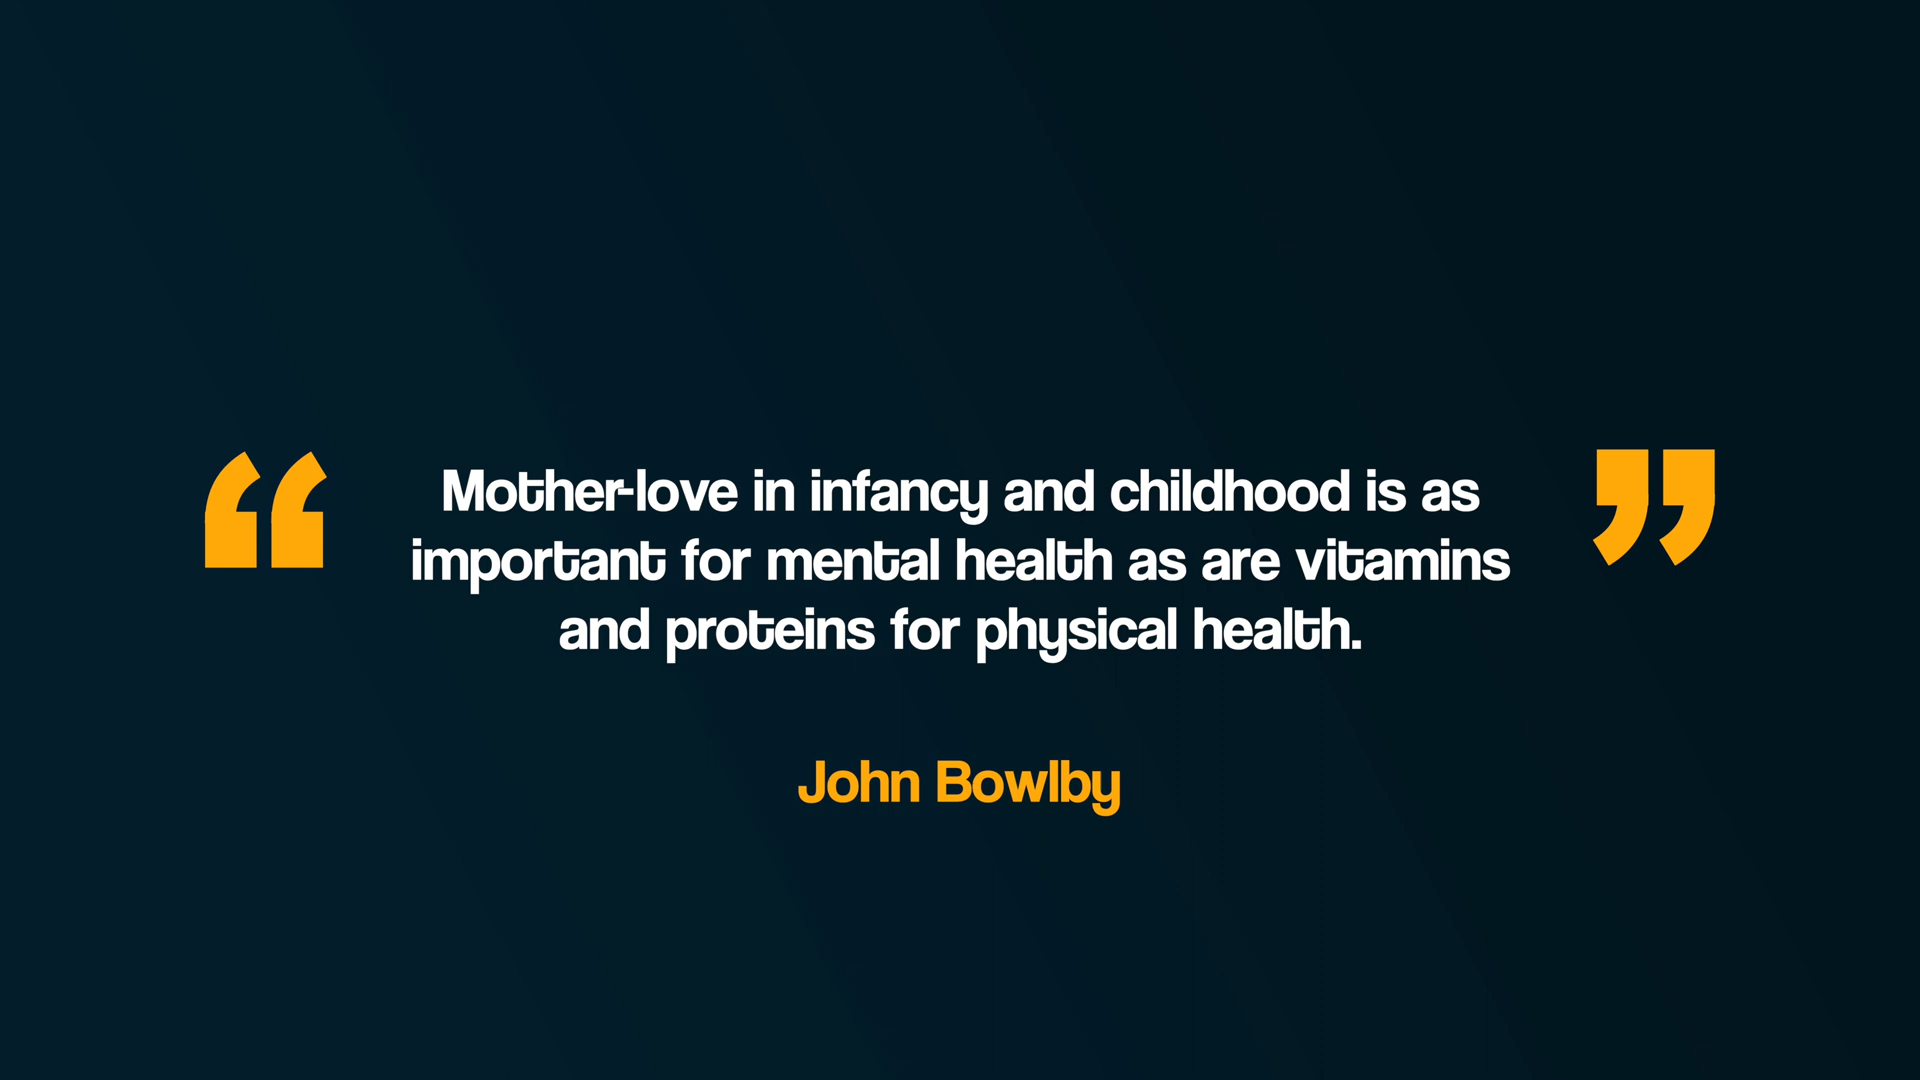 “ Mother-love in infancy and childhood is as ”
important for mental health as are vitamins
and proteins for physical health.
John Bowlby